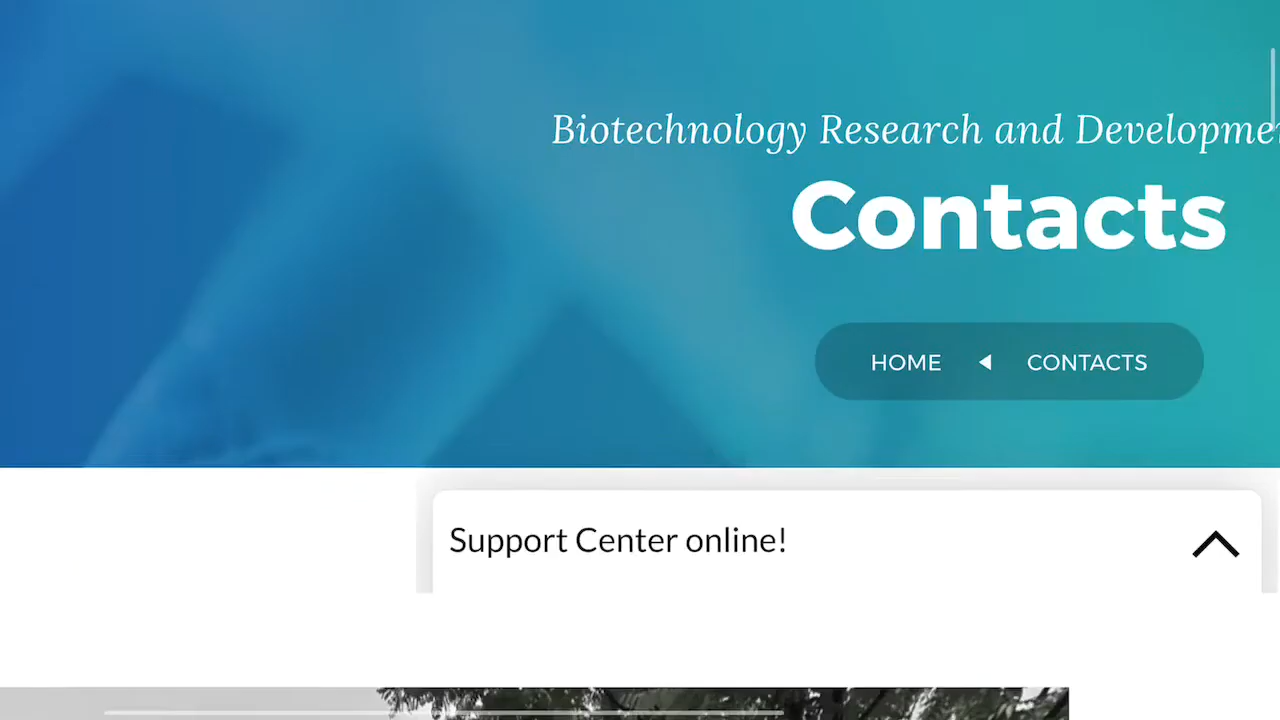 Biotechnology Research and Developme
Contacts
HOME CONTACTS
Support Center online!